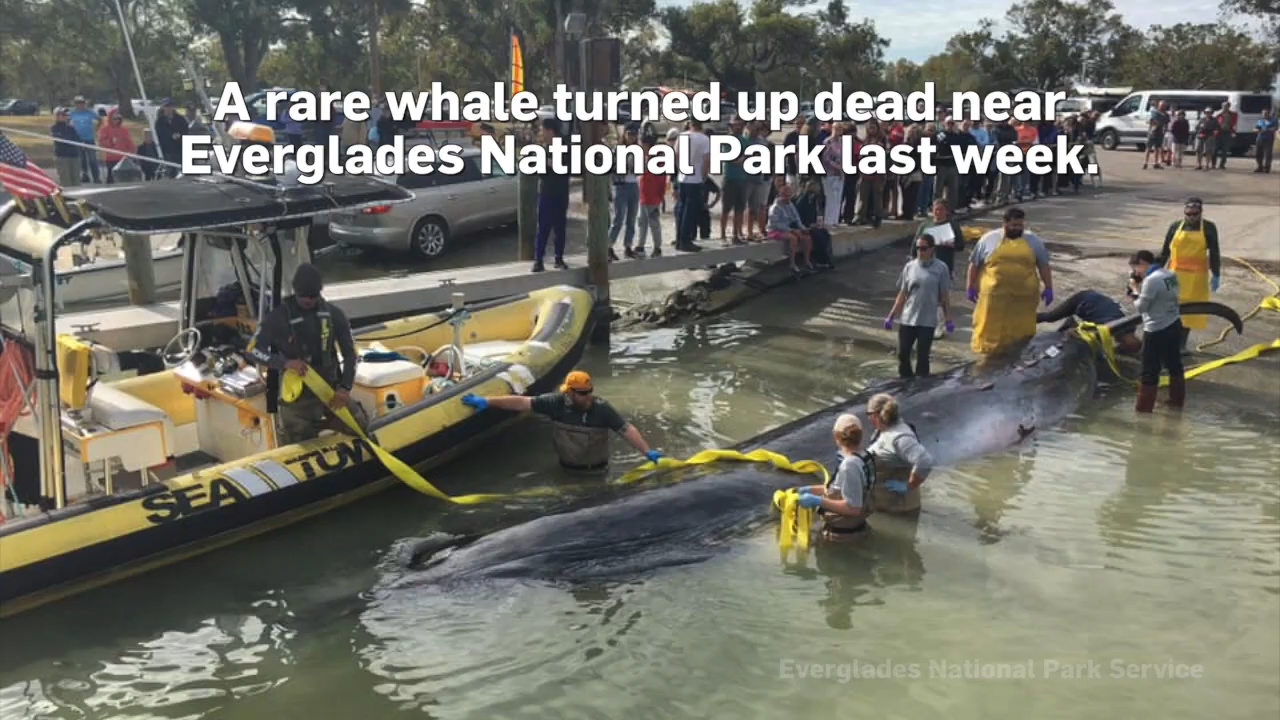 A rare whale turned up dead near
Everglades National Park last week.
SEA TOW
Everglades National Park Service